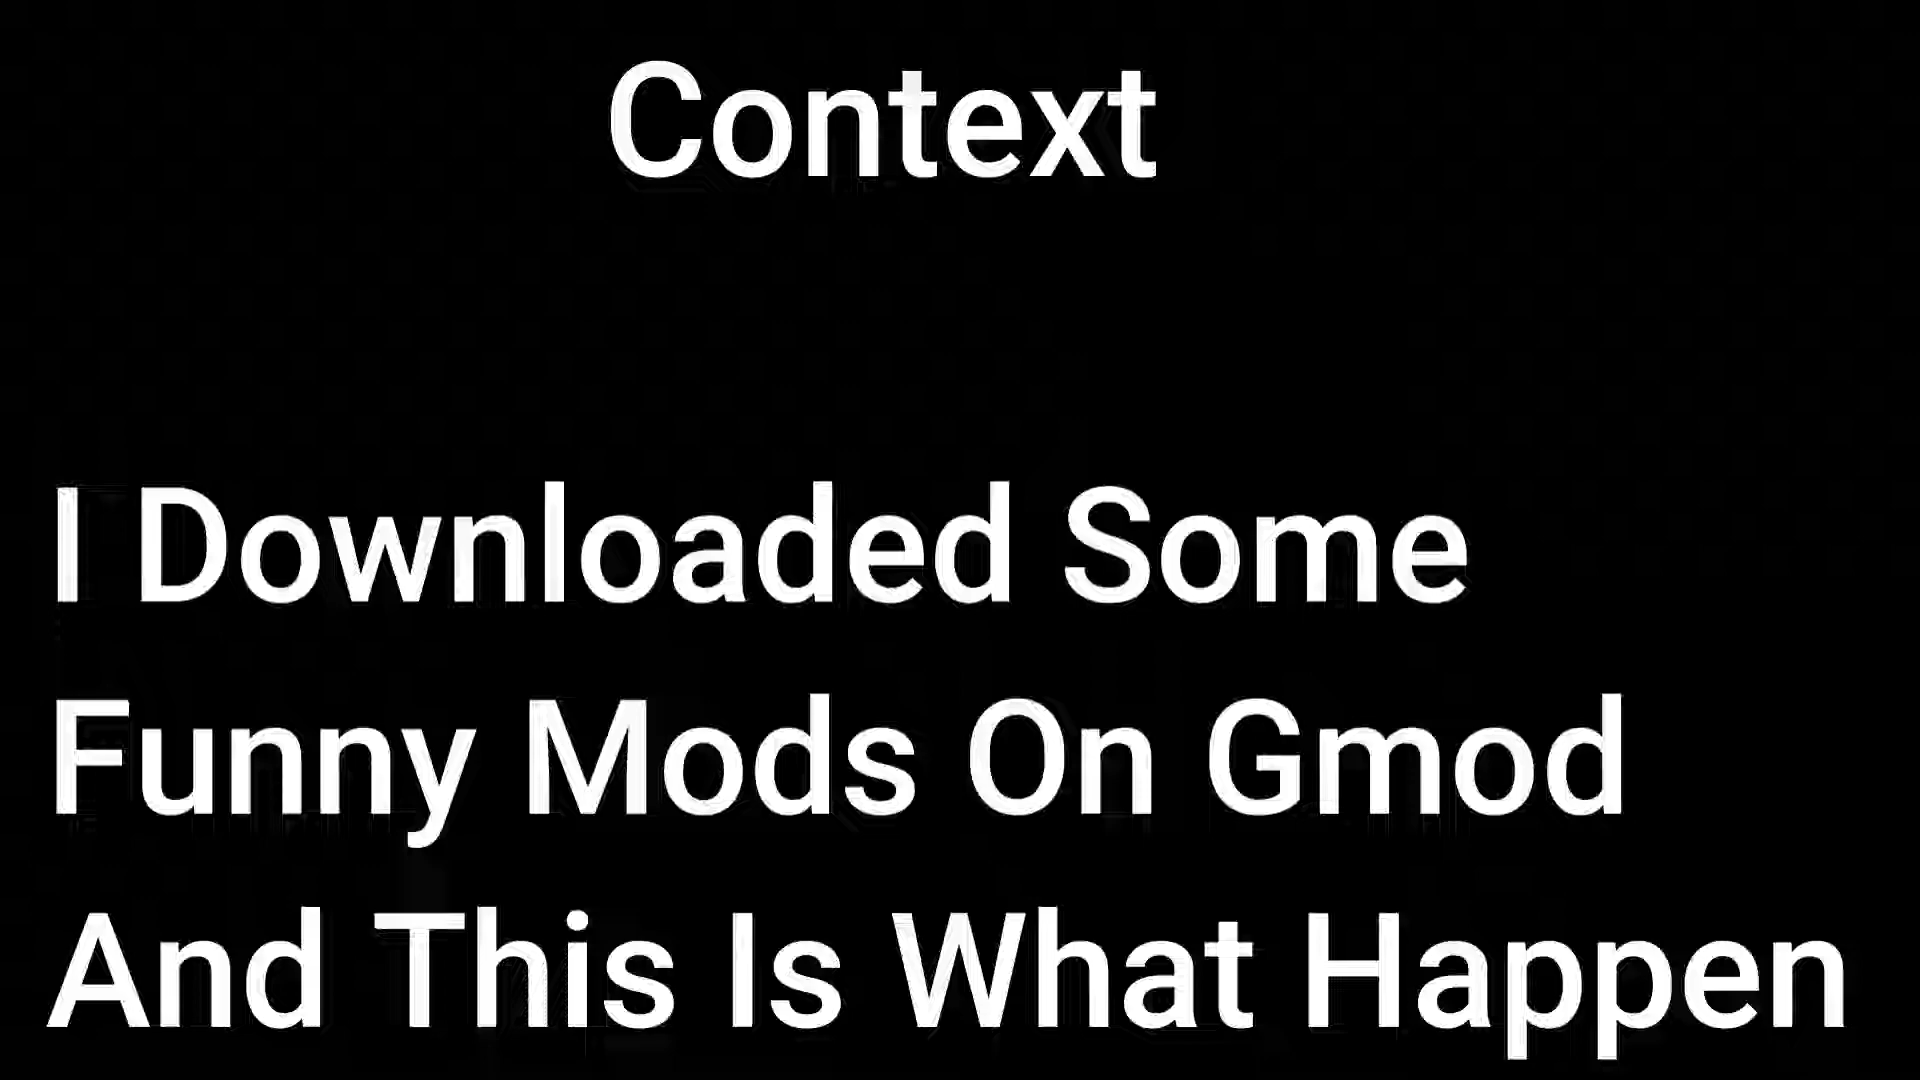 Context
I Downloaded Some
Funny Mods On Gmod
And This Is What Happen